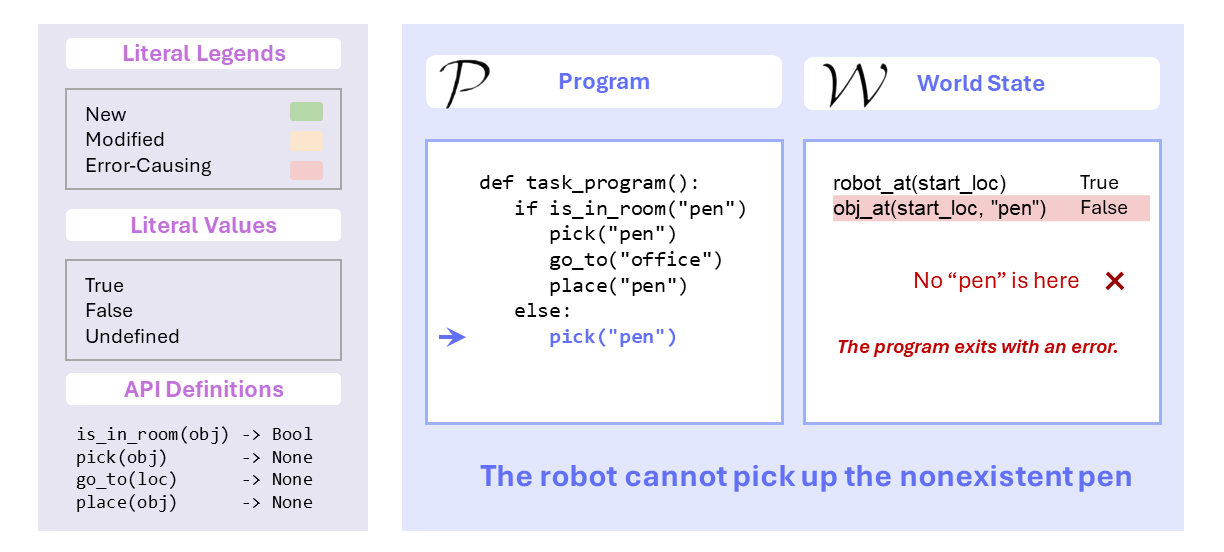 Literal Legends
New
Modified
Error-Causing
Literal Values
True
False
Undefined
API Definitions
is_in_room(obj) -> Bool
pick(obj) -> None
go_to(loc) -> None
place(obj) -> None
P Program
def task_program():
if is_in_room("pen")
pick("pen")
go_to("office")
place("pen")
else:
pick("pen")
W World State
robot_at(start_loc) True
obj_at(start_loc, "pen") False
No “pen” is here ✕
The program exits with an error.
The robot cannot pick up the nonexistent pen